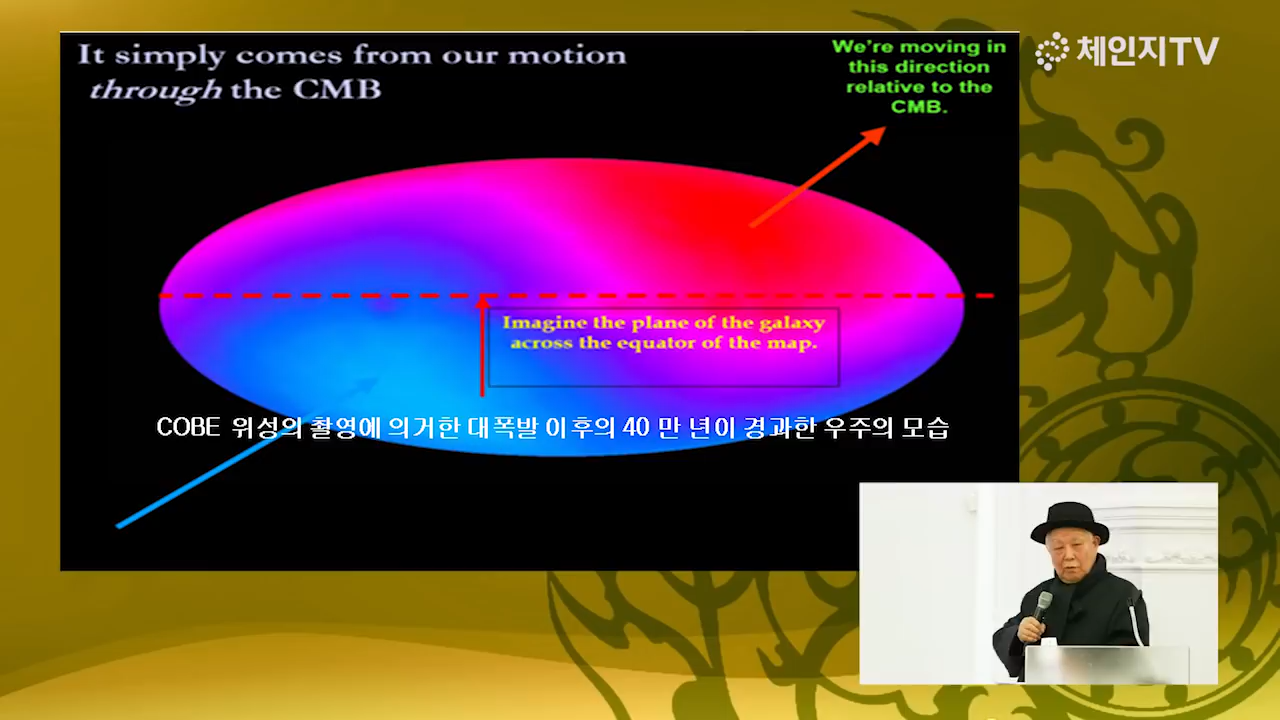 It simply comes from our motion
through the CMB
We're moving in
this direction
relative to the
CMB.
체인지TV
Imagine the plane of the galaxy
across the equator of the map.
COBE 위성의 촬영에 의거한 대폭발 이후의 40 만 년이 경과한 우주의 모습